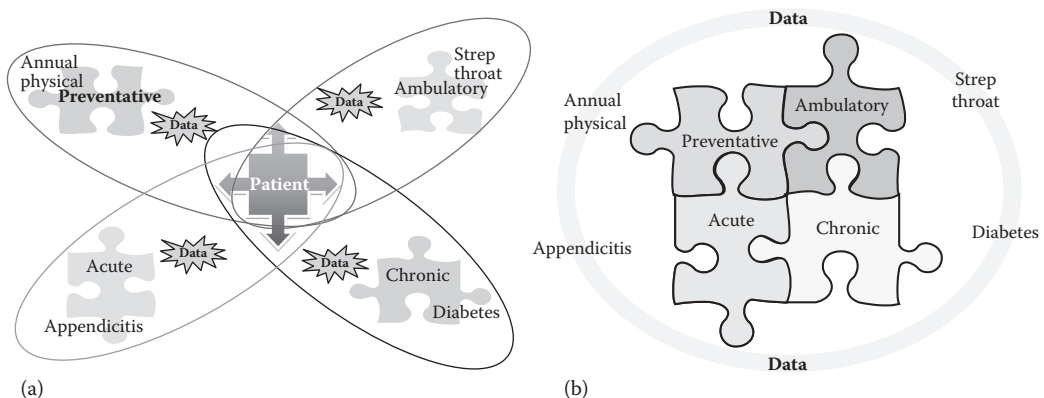 Annual
physical
Preventative
Data
Strep
throat
Ambulatory
Data
Patient
Acute
Appendicitis
Data
Data
Chronic
Diabetes
(a)
Data
Annual
physical
Preventative
Ambulatory
Strep
throat
Appendicitis
Acute
Chronic
Diabetes
Data
(b)